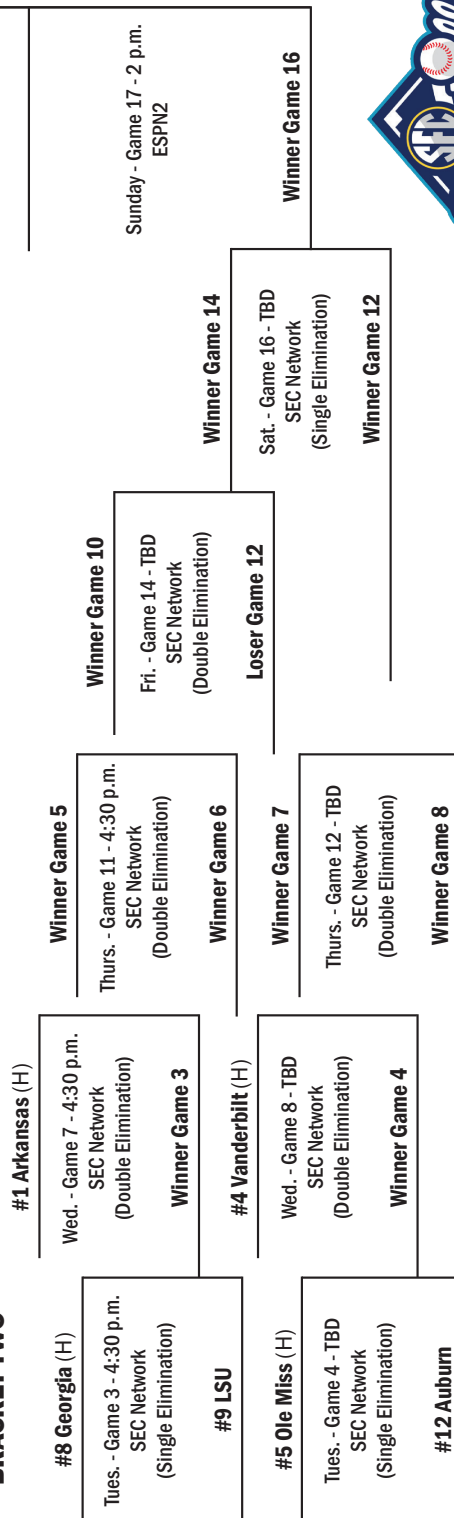 BRACKET TWO
#8 Georgia (H)
Tues. - Game 3 - 4:30 p.m.
SEC Network
(Single Elimination)
#9 LSU
#5 Ole Miss (H)
Tues. - Game 4 - TBD
SEC Network
(Single Elimination)
#12 Auburn
#1 Arkansas (H)
Wed. - Game 7 - 4:30 p.m.
SEC Network
(Double Elimination)
Winner Game 3
#4 Vanderbilt (H)
Wed. - Game 8 - TBD
SEC Network
(Double Elimination)
Winner Game 4
Winner Game 5
Thurs. - Game 11 - 4:30 p.m.
SEC Network
(Double Elimination)
Winner Game 6
Winner Game 7
Thurs. - Game 12 - TBD
SEC Network
(Double Elimination)
Winner Game 8
Winner Game 10
Fri. - Game 14 - TBD
SEC Network
(Double Elimination)
Loser Game 12
Winner Game 14
Sat. - Game 16 - TBD
SEC Network
(Single Elimination)
Winner Game 12
Sunday - Game 17 - 2 p.m.
ESPN2
Winner Game 16
SEC